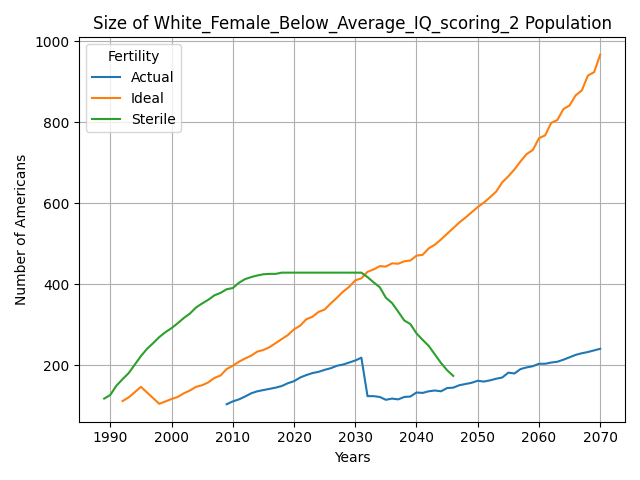 Size of White_Female_Below_Average_IQ_scoring_2 Population
Fertility
Actual
Ideal
Sterile
1000
800
600
400
200
Number of Americans
1990
2000
2010
2020
2030
2040
2050
2060
2070
Years